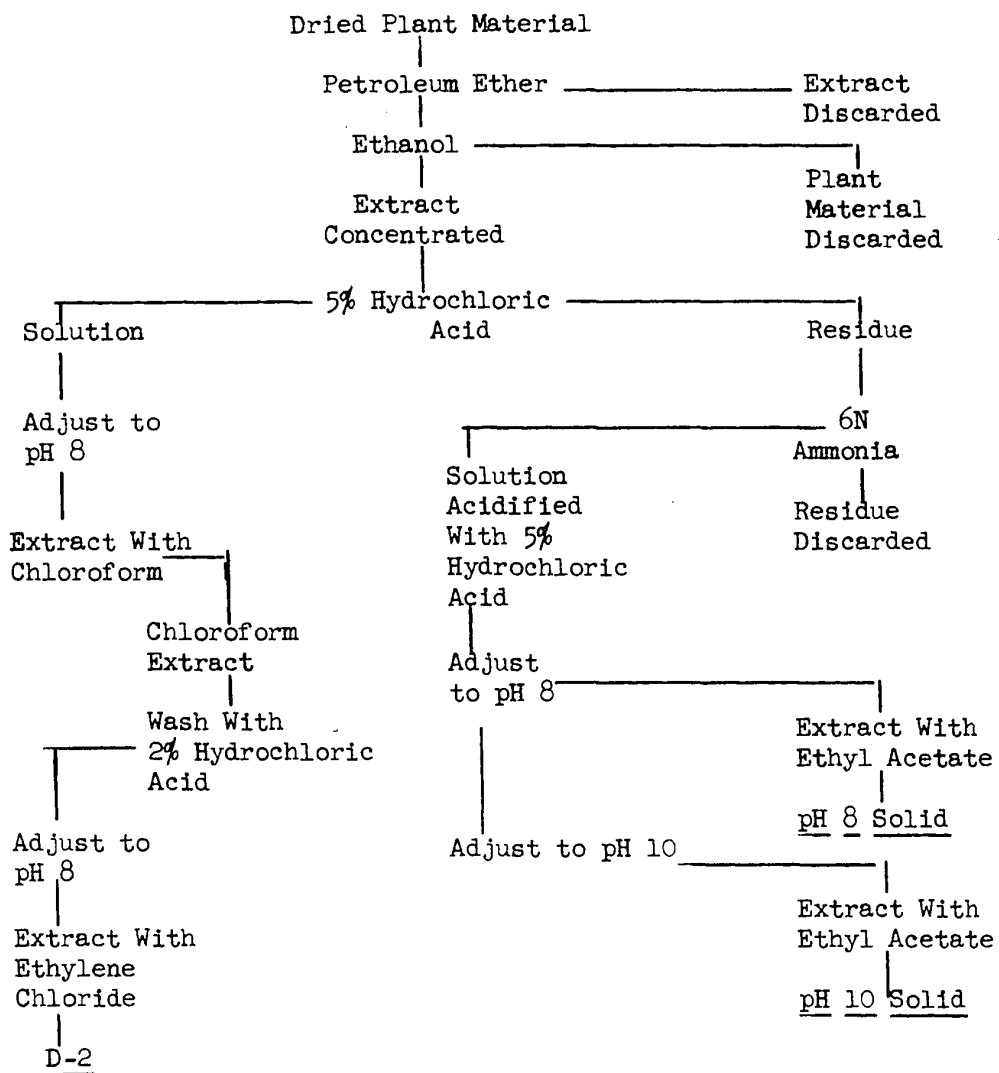 Dried Plant Material
Petroleum Ether
Extract
Discarded
Ethanol
Plant
Material
Discarded
Extract
Concentrated
5% Hydrochloric
Acid
Solution
Residue
Adjust to
pH 8
6N
Ammonia
Solution
Acidified
With 5%
Hydrochloric
Acid
Residue
Discarded
Extract With
Chloroform
Chloroform
Extract
Wash With
2% Hydrochloric
Acid
Adjust
to pH 8
Extract With
Ethyl Acetate
pH 8 Solid
Adjust to
pH 8
Adjust to pH 10
Extract With
Ethyl Acetate
pH 10 Solid
Extract With
Ethylene
Chloride
D-2